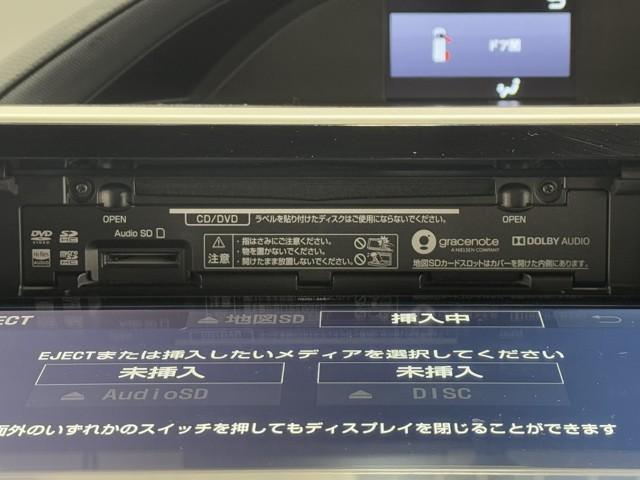 ドア開
OPEN
CD/DVD ラベルを貼り付けたディスクはご使用にならないでください。
OPEN
DVD VIDEO
SD
Audio SD
Hi-Res AUDIO
micro SD
注意
・指はさみにご注意ください。
・物を置かないでください。
・開けたまま放置しないでください。
gracenote
A NIELSEN COMPANY
DOLBY AUDIO
地図SDカードスロットはカバーを開けた内側にあります。
ECT
地図SD
挿入中
EJECTまたは挿入したいメディアを選択してください
未挿入
未挿入
AudioSD
DISC
面外のいずれかのスイッチを押してもディスプレイを閉じることができます